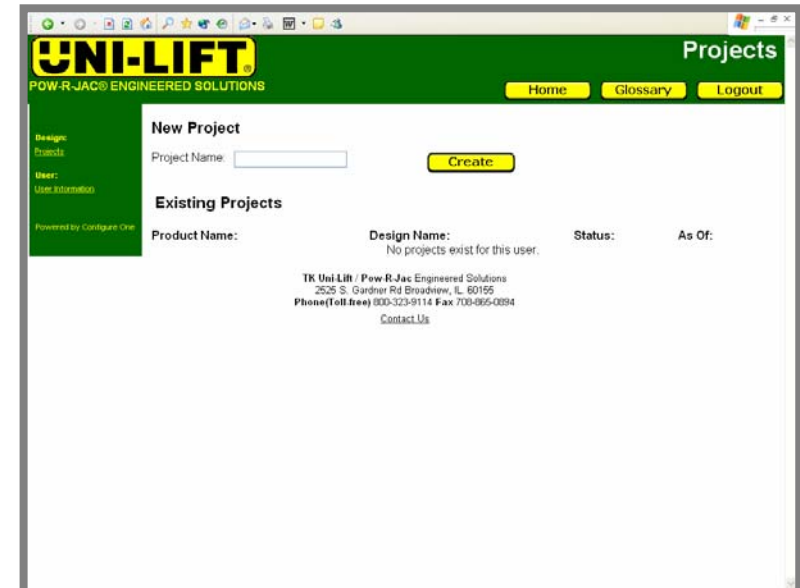 UNI-LIFT®
POW-R-JAC® ENGINEERED SOLUTIONS
Projects
Home Glossary Logout
Design:
Projects
User:
User Information
Powered by Configure One
New Project
Project Name:
Create
Existing Projects
Product Name: Design Name: Status: As Of:
No projects exist for this user.
TK Uni-Lift / Pow-R-Jac Engineered Solutions
2525 S. Gardner Rd Broadview, IL. 60155
Phone(Toll-free) 800-323-9114 Fax 708-865-0894
Contact Us